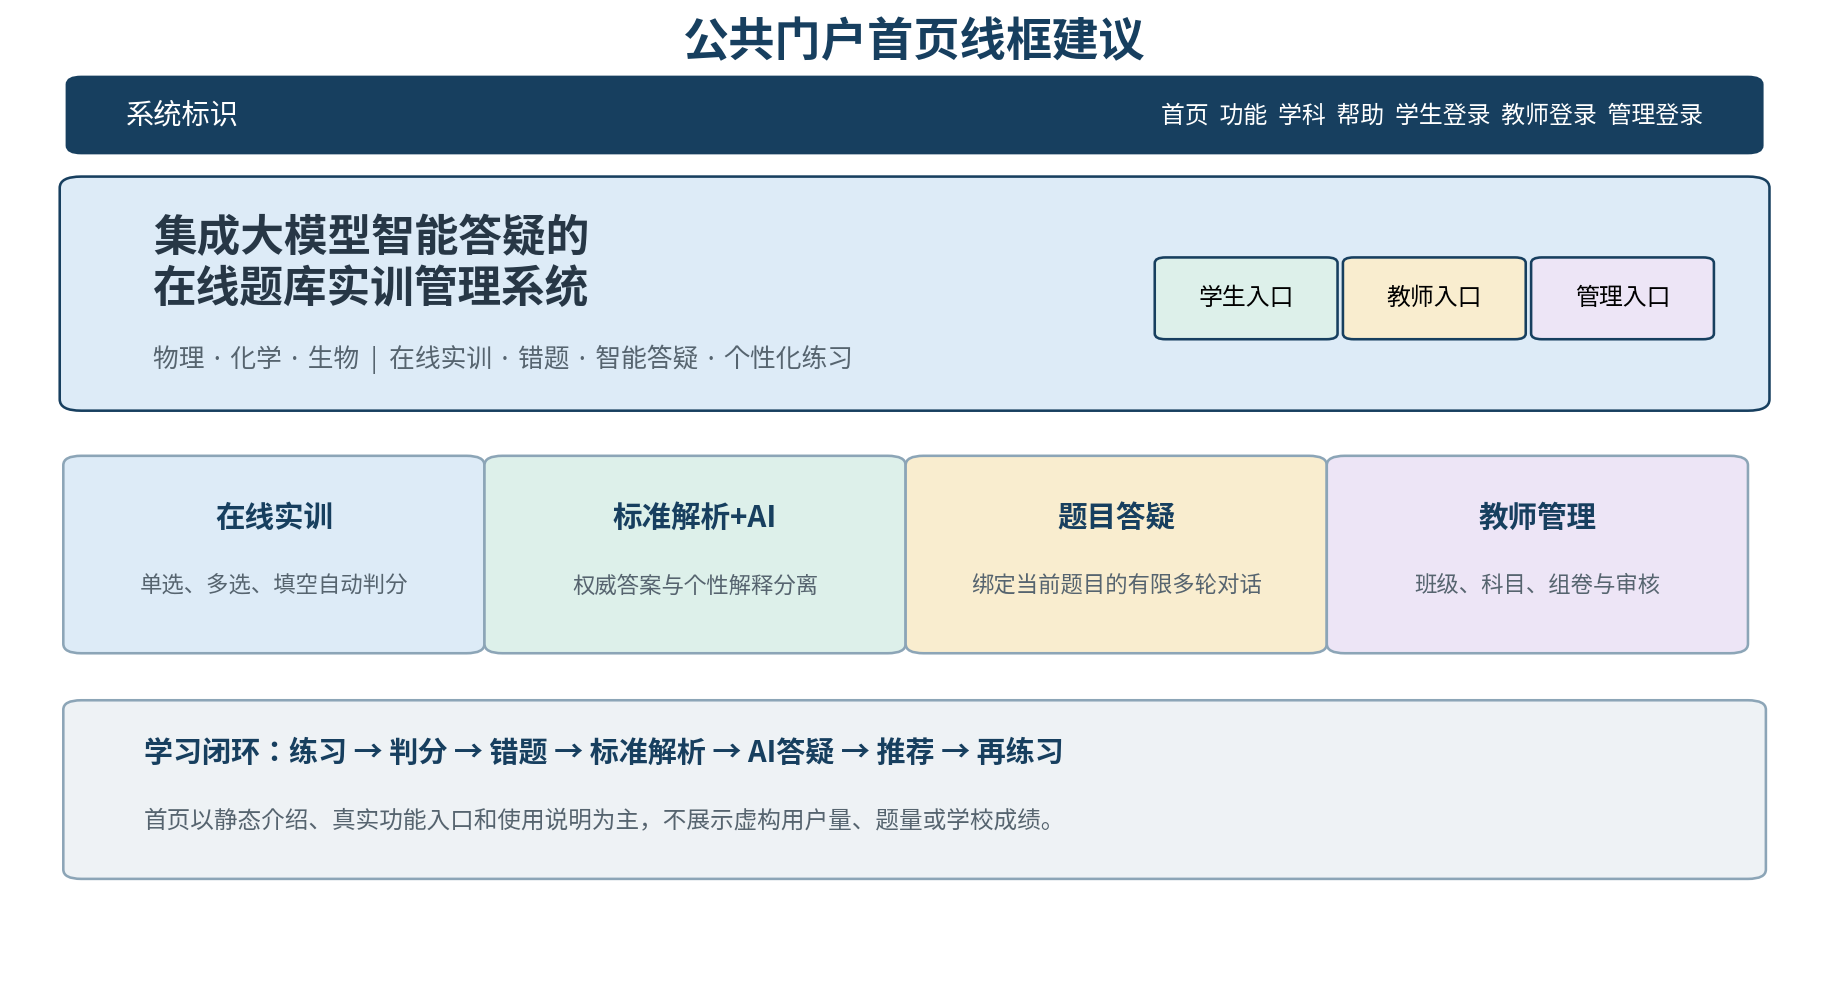 公共门户首页线框建议
系统标识
首页 功能 学科 帮助 学生登录 教师登录 管理登录
集成大模型智能答疑的
在线题库实训管理系统
物理 · 化学 · 生物 | 在线实训 · 错题 · 智能答疑 · 个性化练习
学生入口
教师入口
管理入口
在线实训
单选、多选、填空自动判分
标准解析+AI
权威答案与个性解释分离
题目答疑
绑定当前题目的有限多轮对话
教师管理
班级、科目、组卷与审核
学习闭环：练习 → 判分 → 错题 → 标准解析 → AI答疑 → 推荐 → 再练习
首页以静态介绍、真实功能入口和使用说明为主，不展示虚构用户量、题量或学校成绩。